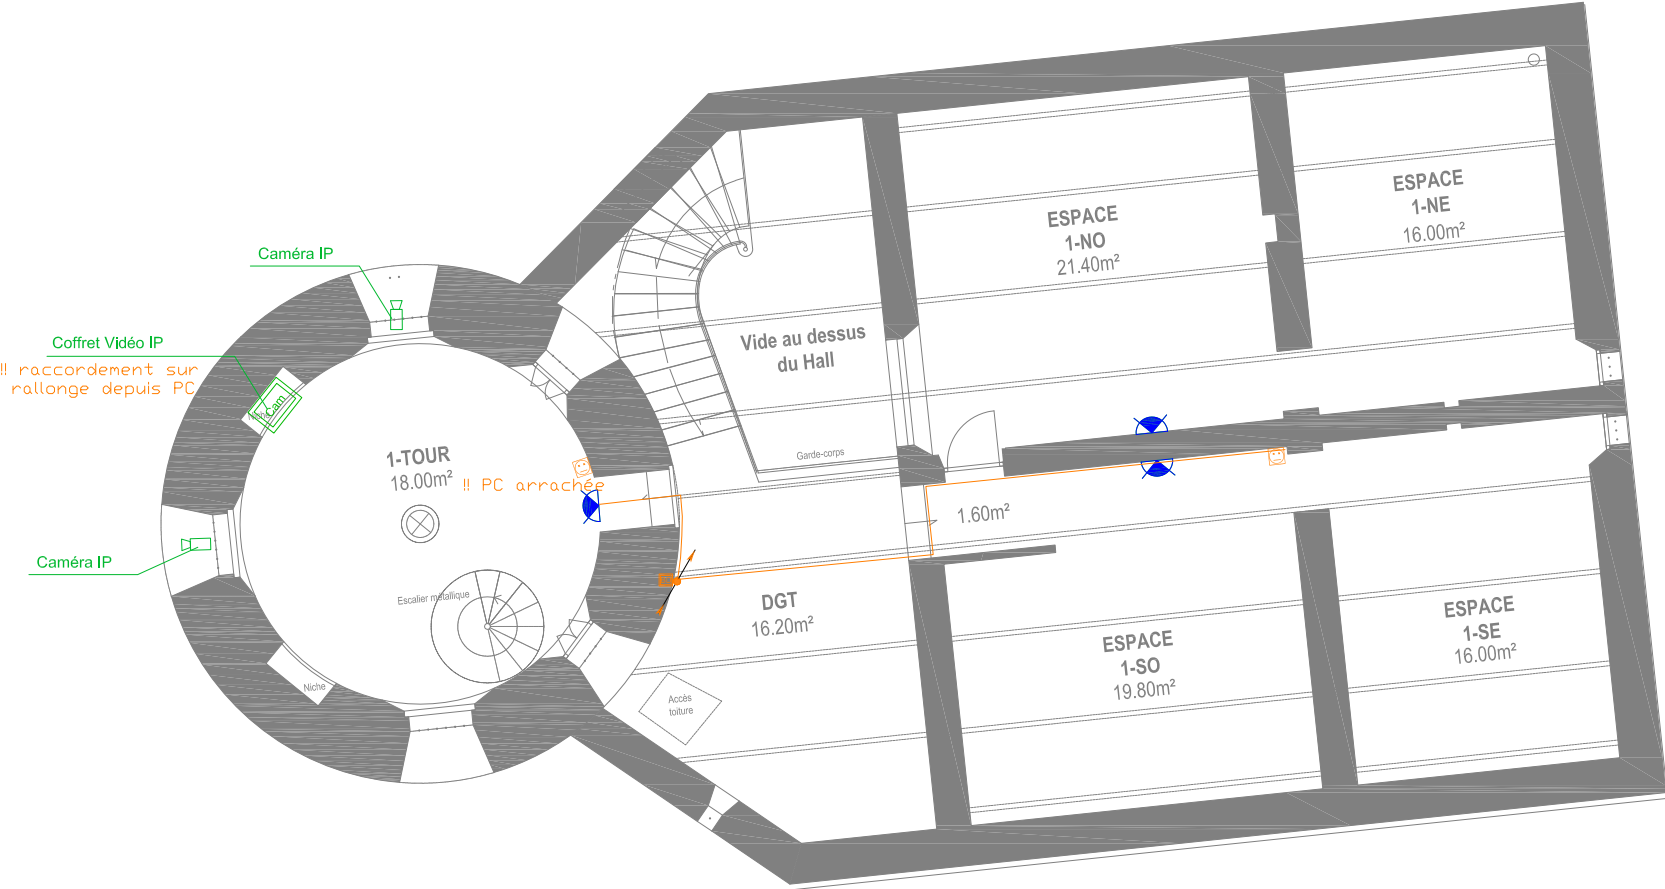 ESPACE
1-NE
16.00m²
ESPACE
1-NO
21.40m²
Caméra IP
Coffret Vidéo IP
!! raccordement sur
rallonge depuis PC
Cam
Niche
Vide au dessus
du Hall
Garde-corps
1-TOUR
18.00m²
!! PC arrachée
1.60m²
Caméra IP
Escalier métallique
DGT
16.20m²
ESPACE
1-SE
16.00m²
ESPACE
1-SO
19.80m²
Niche
Accès
toiture